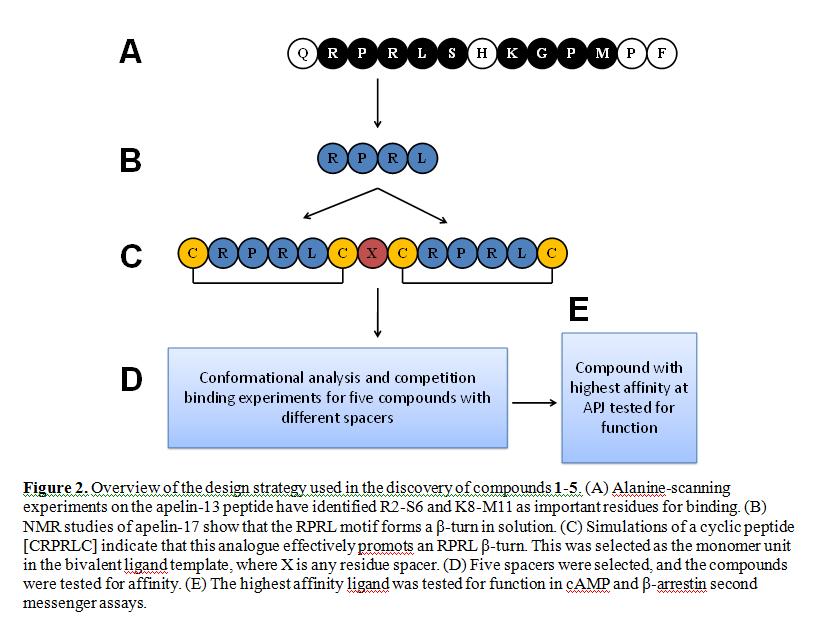 A
Q R P R L S H K G P M P F
B
R P R L
C
C R P R L C X C R P R L C
E
D
Conformational analysis and competition
binding experiments for five compounds with
different spacers
Compound with
highest affinity at
APJ tested for
function
Figure 2. Overview of the design strategy used in the discovery of compounds 1-5. (A) Alanine-scanning
experiments on the apelin-13 peptide have identified R2-S6 and K8-M11 as important residues for binding. (B)
NMR studies of apelin-17 show that the RPRL motif forms a β-turn in solution. (C) Simulations of a cyclic peptide
[CRPRLC] indicate that this analogue effectively promots an RPRL β-turn. This was selected as the monomer unit
in the bivalent ligand template, where X is any residue spacer. (D) Five spacers were selected, and the compounds
were tested for affinity. (E) The highest affinity ligand was tested for function in cAMP and β-arrestin second
messenger assays.